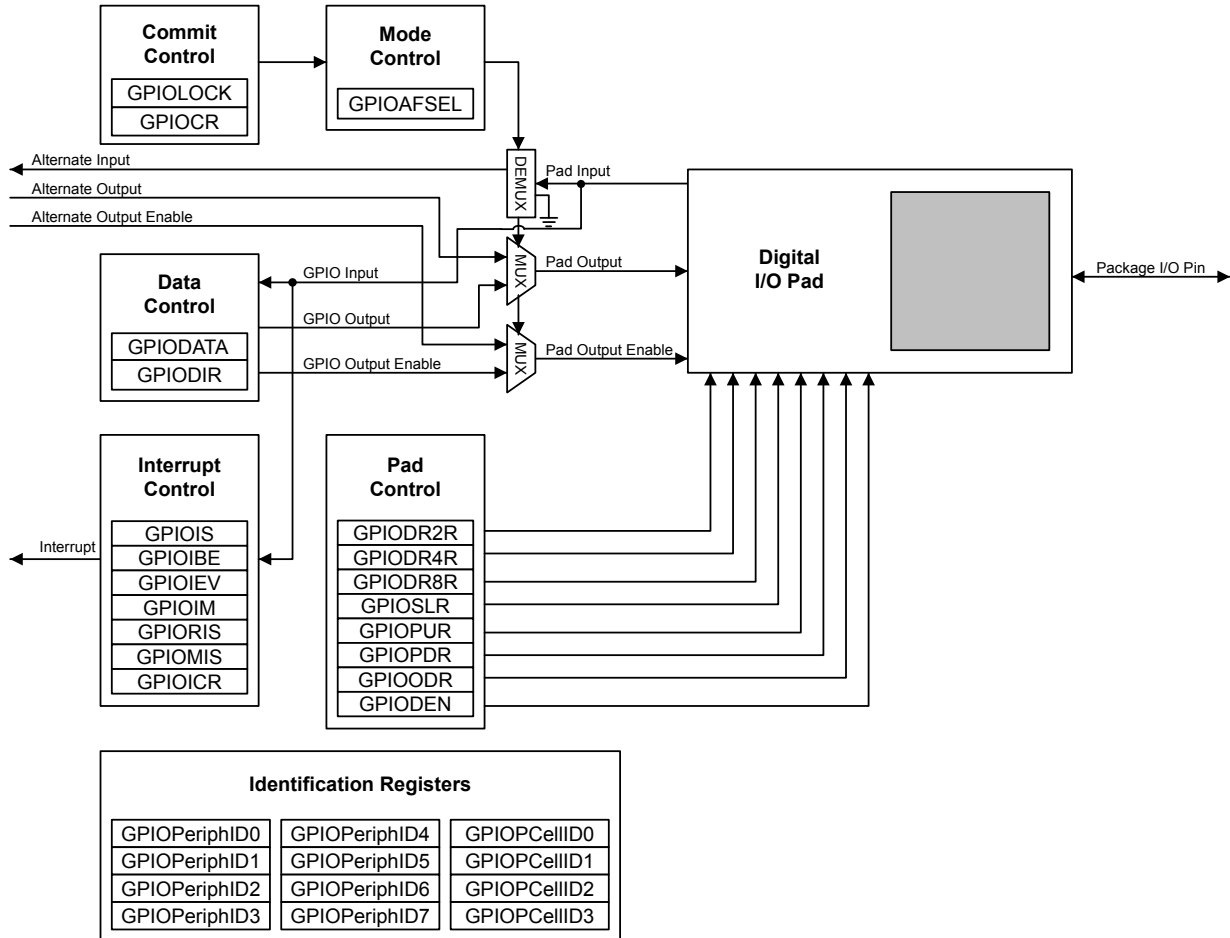 Commit
Control
GPIOLOCK
GPIOCR
Mode
Control
GPIOAFSEL
Alternate Input
Alternate Output
Alternate Output Enable
DEMUX
Pad Input
MUX
Pad Output
MUX
Pad Output Enable
Digital
I/O Pad
Package I/O Pin
Data
Control
GPIODATA
GPIODIR
GPIO Input
GPIO Output
GPIO Output Enable
Interrupt
Control
GPIOIS
GPIOIBE
GPIOIEV
GPIOIM
GPIORIS
GPIOMIS
GPIOICR
Interrupt
Pad
Control
GPIODR2R
GPIODR4R
GPIODR8R
GPIOSLR
GPIOPUR
GPIOPDR
GPIOODR
GPIODEN
Identification Registers
GPIOPeriphID0
GPIOPeriphID1
GPIOPeriphID2
GPIOPeriphID3
GPIOPeriphID4
GPIOPeriphID5
GPIOPeriphID6
GPIOPeriphID7
GPIOPCellID0
GPIOPCellID1
GPIOPCellID2
GPIOPCellID3